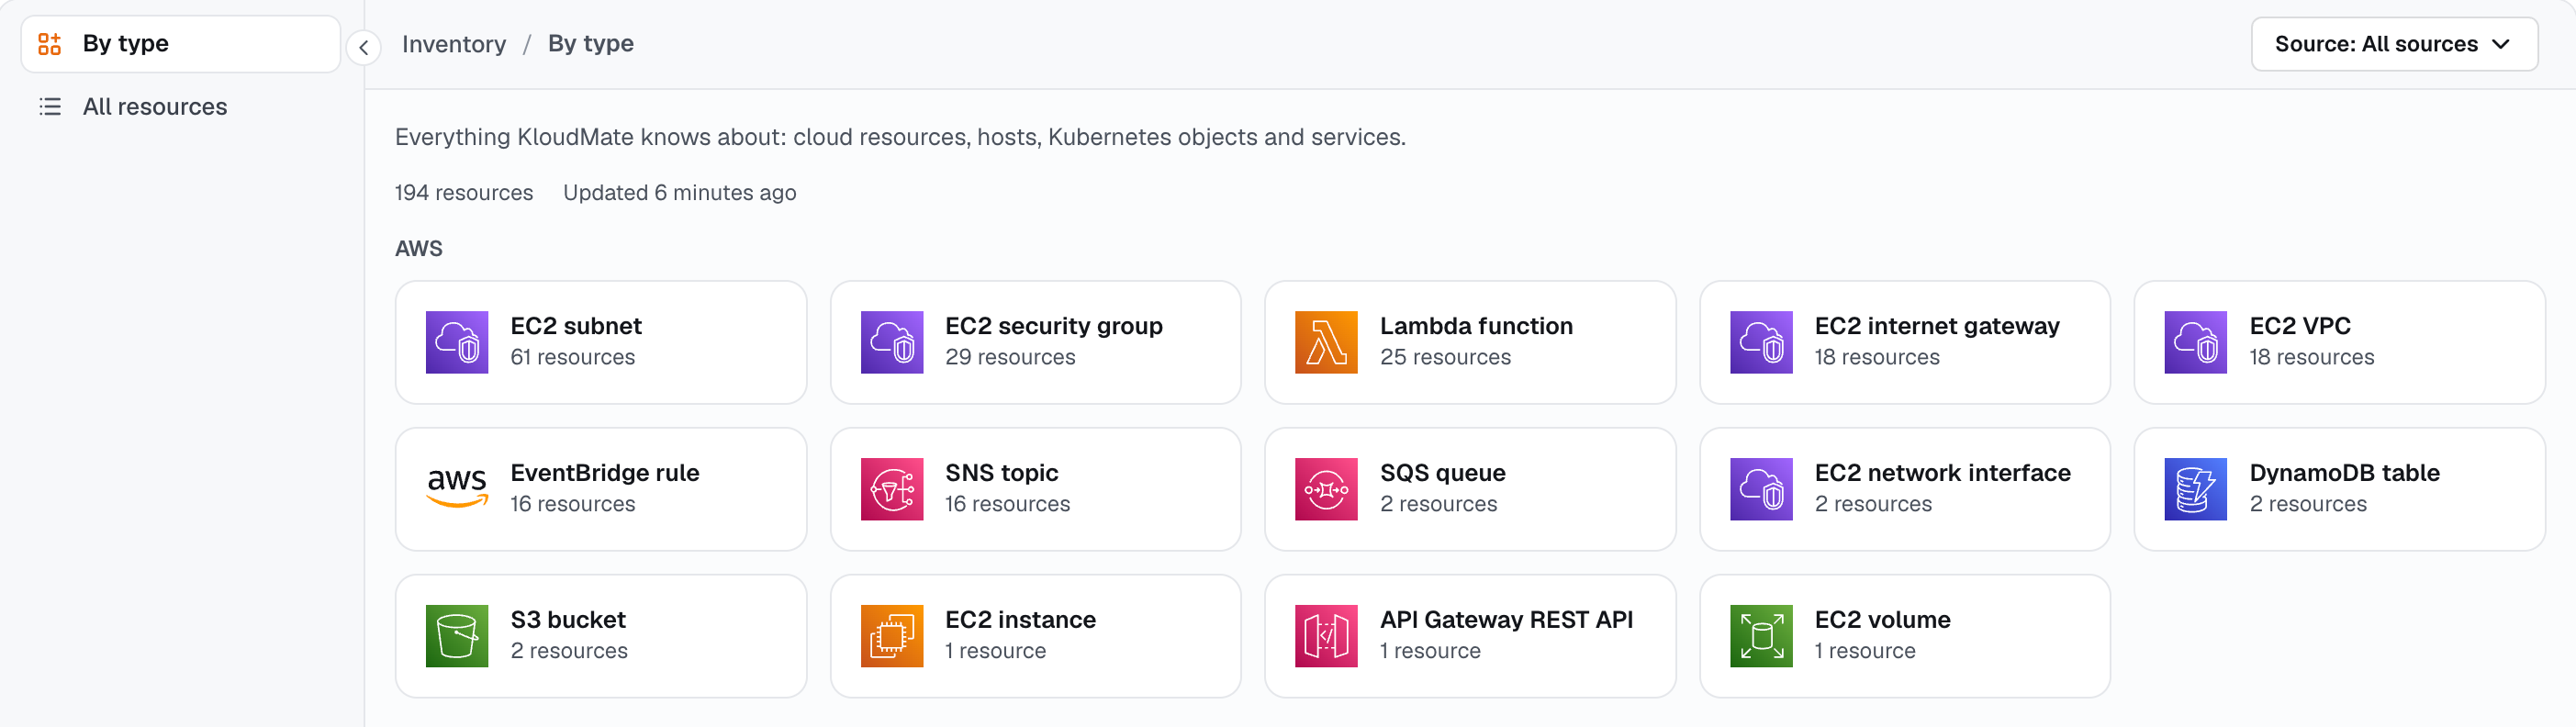 By type
All resources
Inventory / By type
Source: All sources
Everything KloudMate knows about: cloud resources, hosts, Kubernetes objects and services.
194 resources Updated 6 minutes ago
AWS
EC2 subnet
61 resources
EC2 security group
29 resources
Lambda function
25 resources
EC2 internet gateway
18 resources
EC2 VPC
18 resources
aws
EventBridge rule
16 resources
SNS topic
16 resources
SQS queue
2 resources
EC2 network interface
2 resources
DynamoDB table
2 resources
S3 bucket
2 resources
EC2 instance
1 resource
API Gateway REST API
1 resource
EC2 volume
1 resource